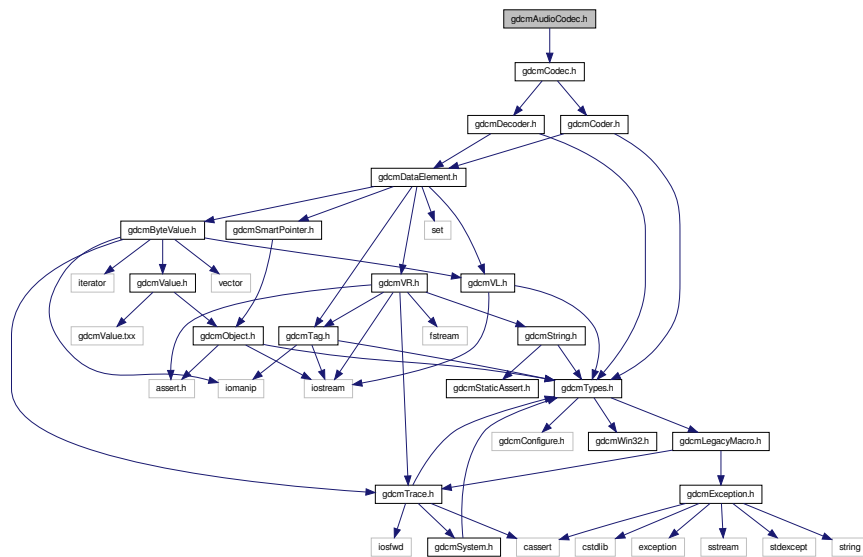 gdcmAudioCodec.h
gdcmCodec.h
gdcmDecoder.h
gdcmCoder.h
gdcmDataElement.h
gdcmByteValue.h
gdcmSmartPointer.h
set
iterator
gdcmValue.h
vector
gdcmVR.h
gdcmVL.h
gdcmValue.txx
gdcmObject.h
gdcmTag.h
fstream
gdcmString.h
assert.h
iomanip
iostream
gdcmStaticAssert.h
gdcmTypes.h
gdcmConfigure.h
gdcmWin32.h
gdcmLegacyMacro.h
gdcmTrace.h
gdcmException.h
iosfwd
gdcmSystem.h
cassert
cstdlib
exception
sstream
stdexcept
string